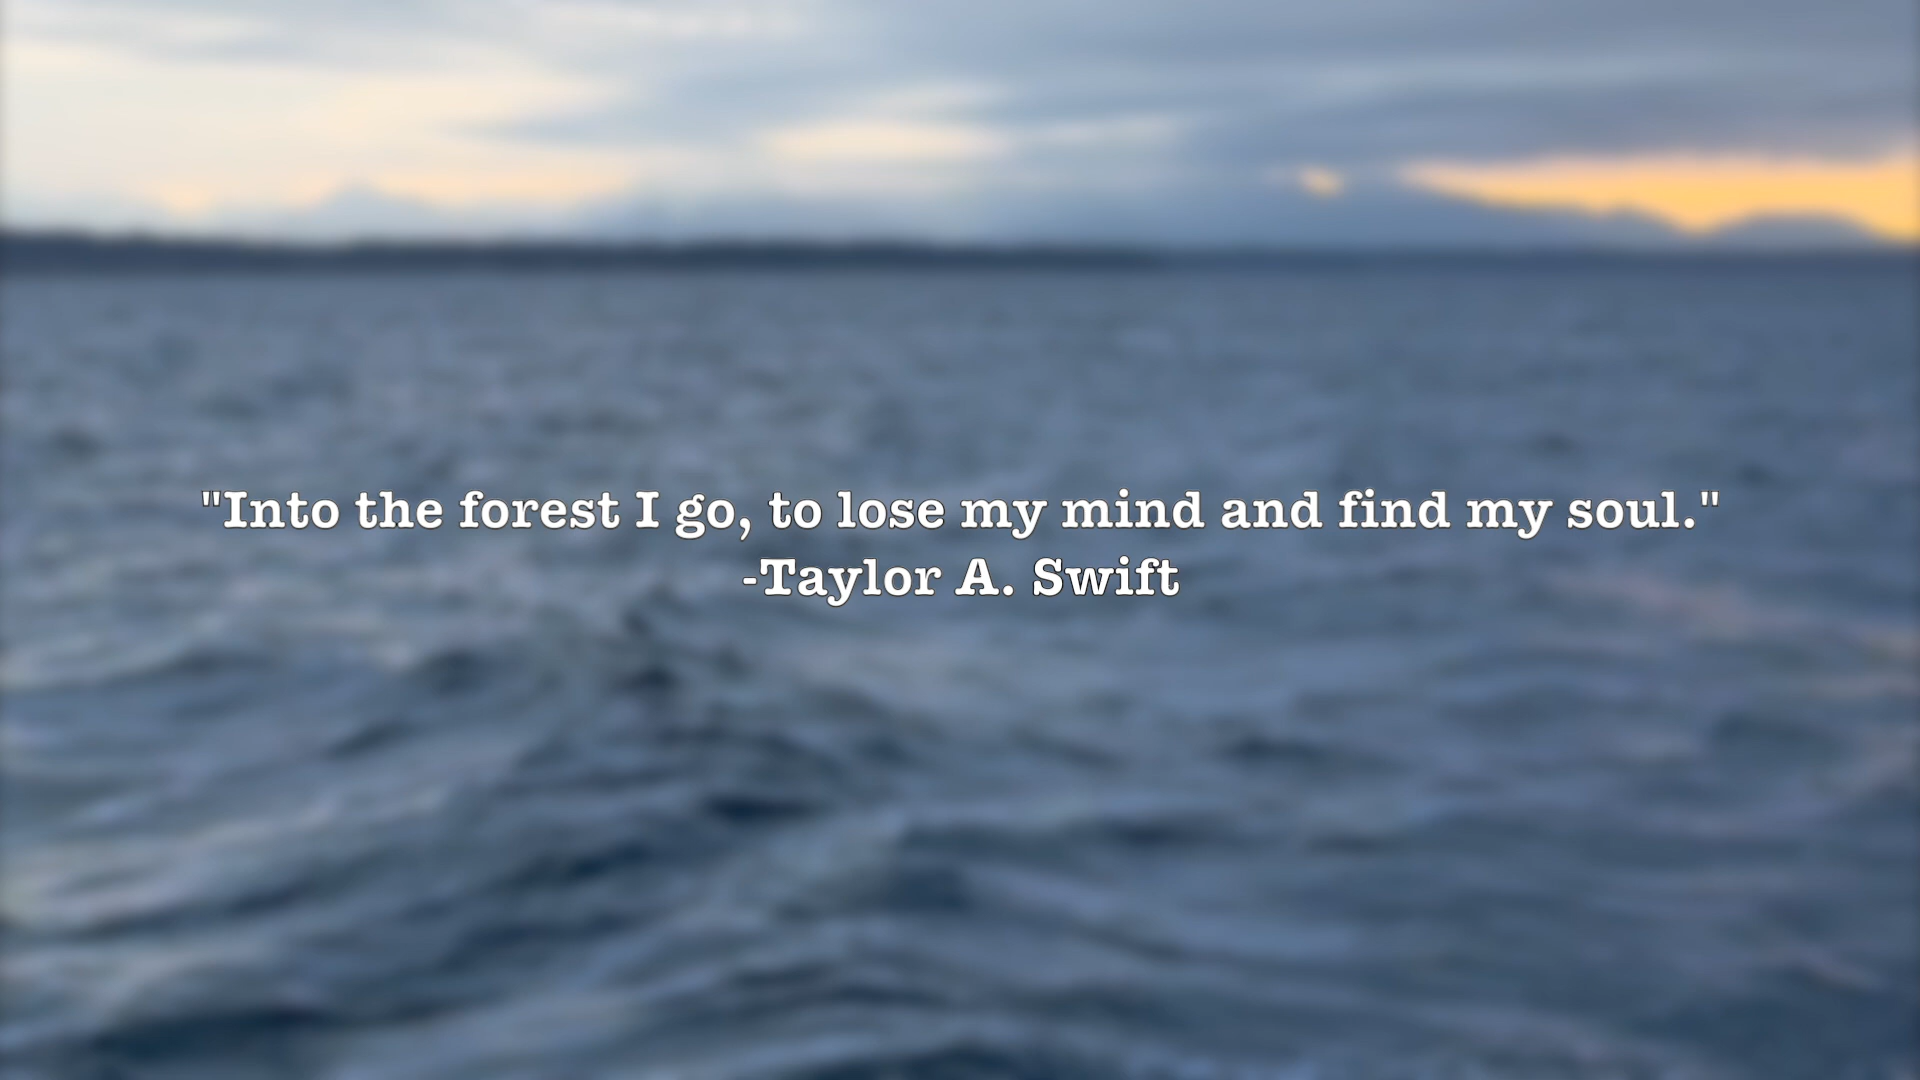 "Into the forest I go, to lose my mind and find my soul."
-Taylor A. Swift